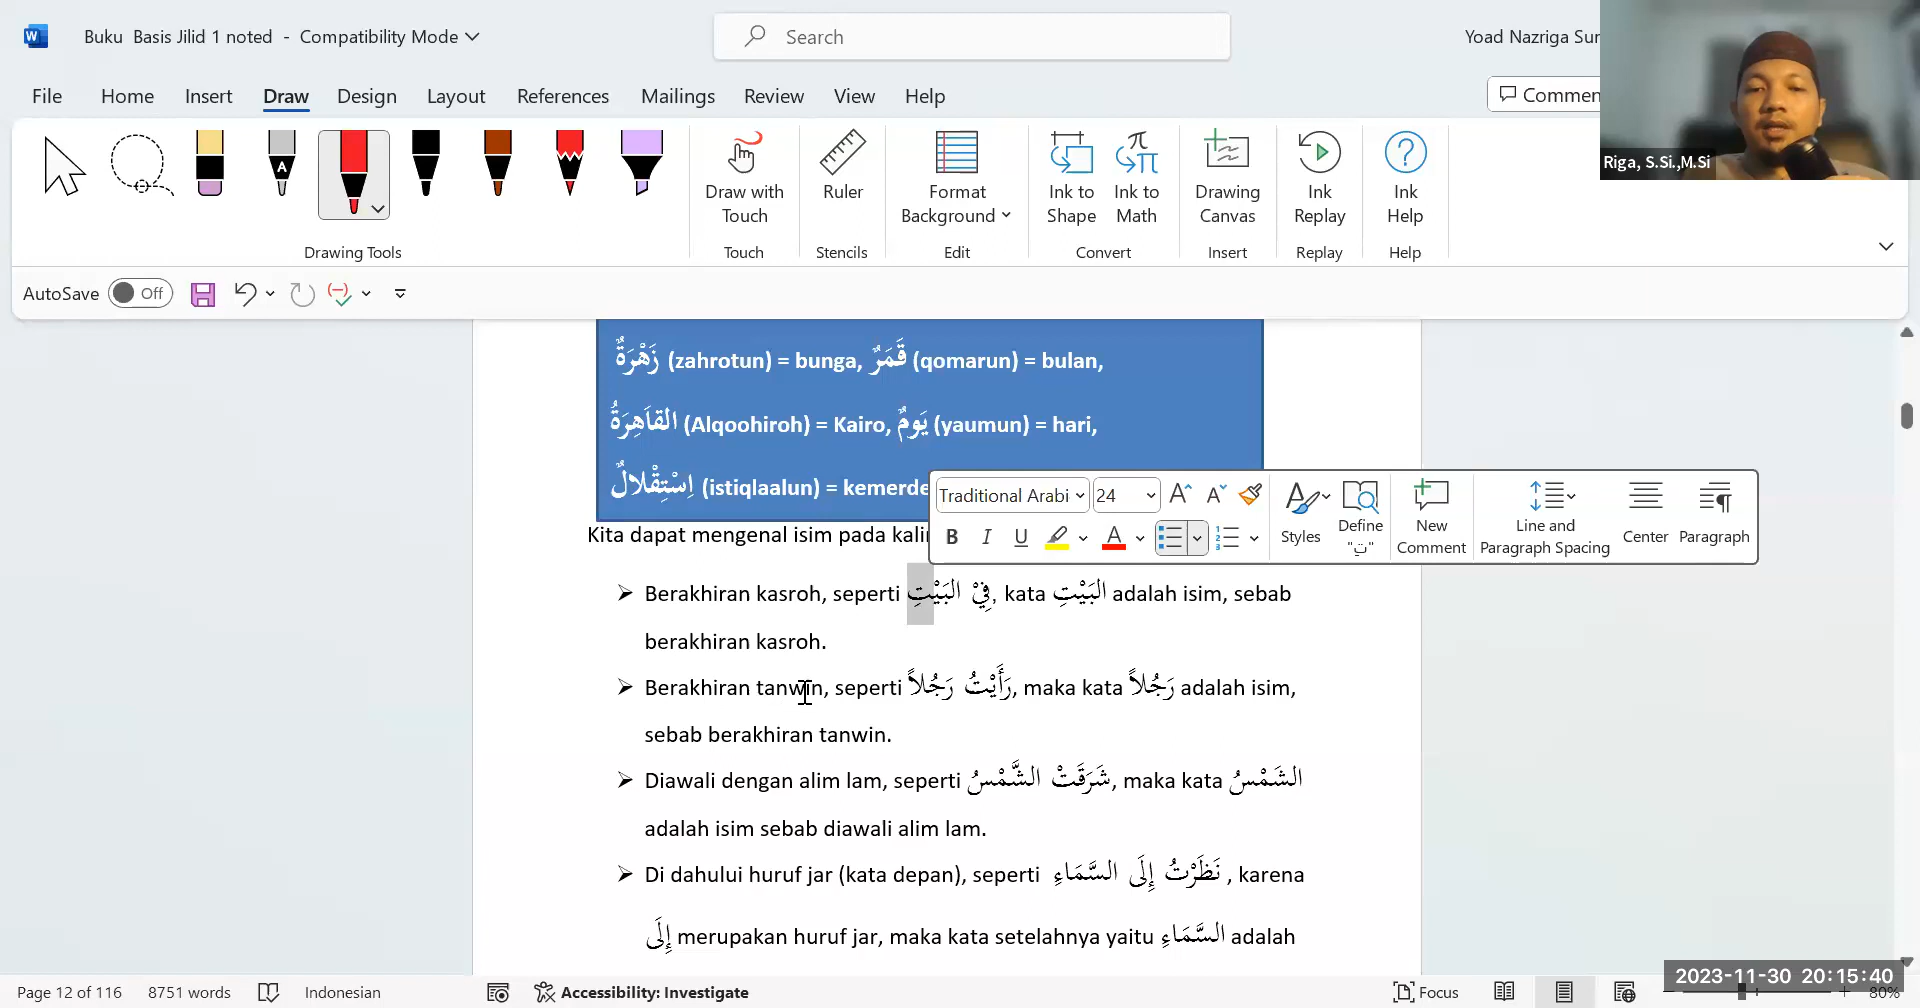 Buku Basis Jilid 1 noted - Compatibility Mode
Search
Yoad Nazriga
File Home Insert Draw Design Layout References Mailings Review View Help
Riga, S.Si.,M.Si
Draw with Touch
Ruler
Format Background
Ink to Shape
Ink to Math
Drawing Canvas
Ink Replay
Ink Help
Drawing Tools Touch Stencils Edit Convert Insert Replay Help
AutoSave Off
زَهْرَةٌ (zahrotun) = bunga, قَمَرٌ (qomarun) = bulan,
القاَهِرَةُ (Alqoohiroh) = Kairo, يَومٌ (yaumun) = hari,
اِسْتِقْلالٌ (istiqlaalun) =
Traditional Arabi 24
B I U A
Styles
Define "تِ"
New Comment
Line and Paragraph Spacing
Center
Paragraph
Kita dapat mengenal isim pada
Berakhiran kasroh, seperti فِيْ البَيْتِ, kata البَيْتِ adalah isim, sebab
berakhiran kasroh.
Berakhiran tanwin, seperti رَأَيْتُ رَجُلاً, maka kata رَجُلاً adalah isim,
sebab berakhiran tanwin.
Diawali dengan alim lam, seperti شَرَقَتْ الشَّمْسُ, maka kata الشَمْسُ
adalah isim sebab diawali alim lam.
Di dahului huruf jar (kata depan), seperti نَظَرْتُ إِلَى السَّمَاءِ , karena
إِلَى merupakan huruf jar, maka kata setelahnya yaitu السَّمَاءِ adalah
Page 12 of 116 8751 words Indonesian Accessibility: Investigate Focus 80%
2023-11-30 20:15:40